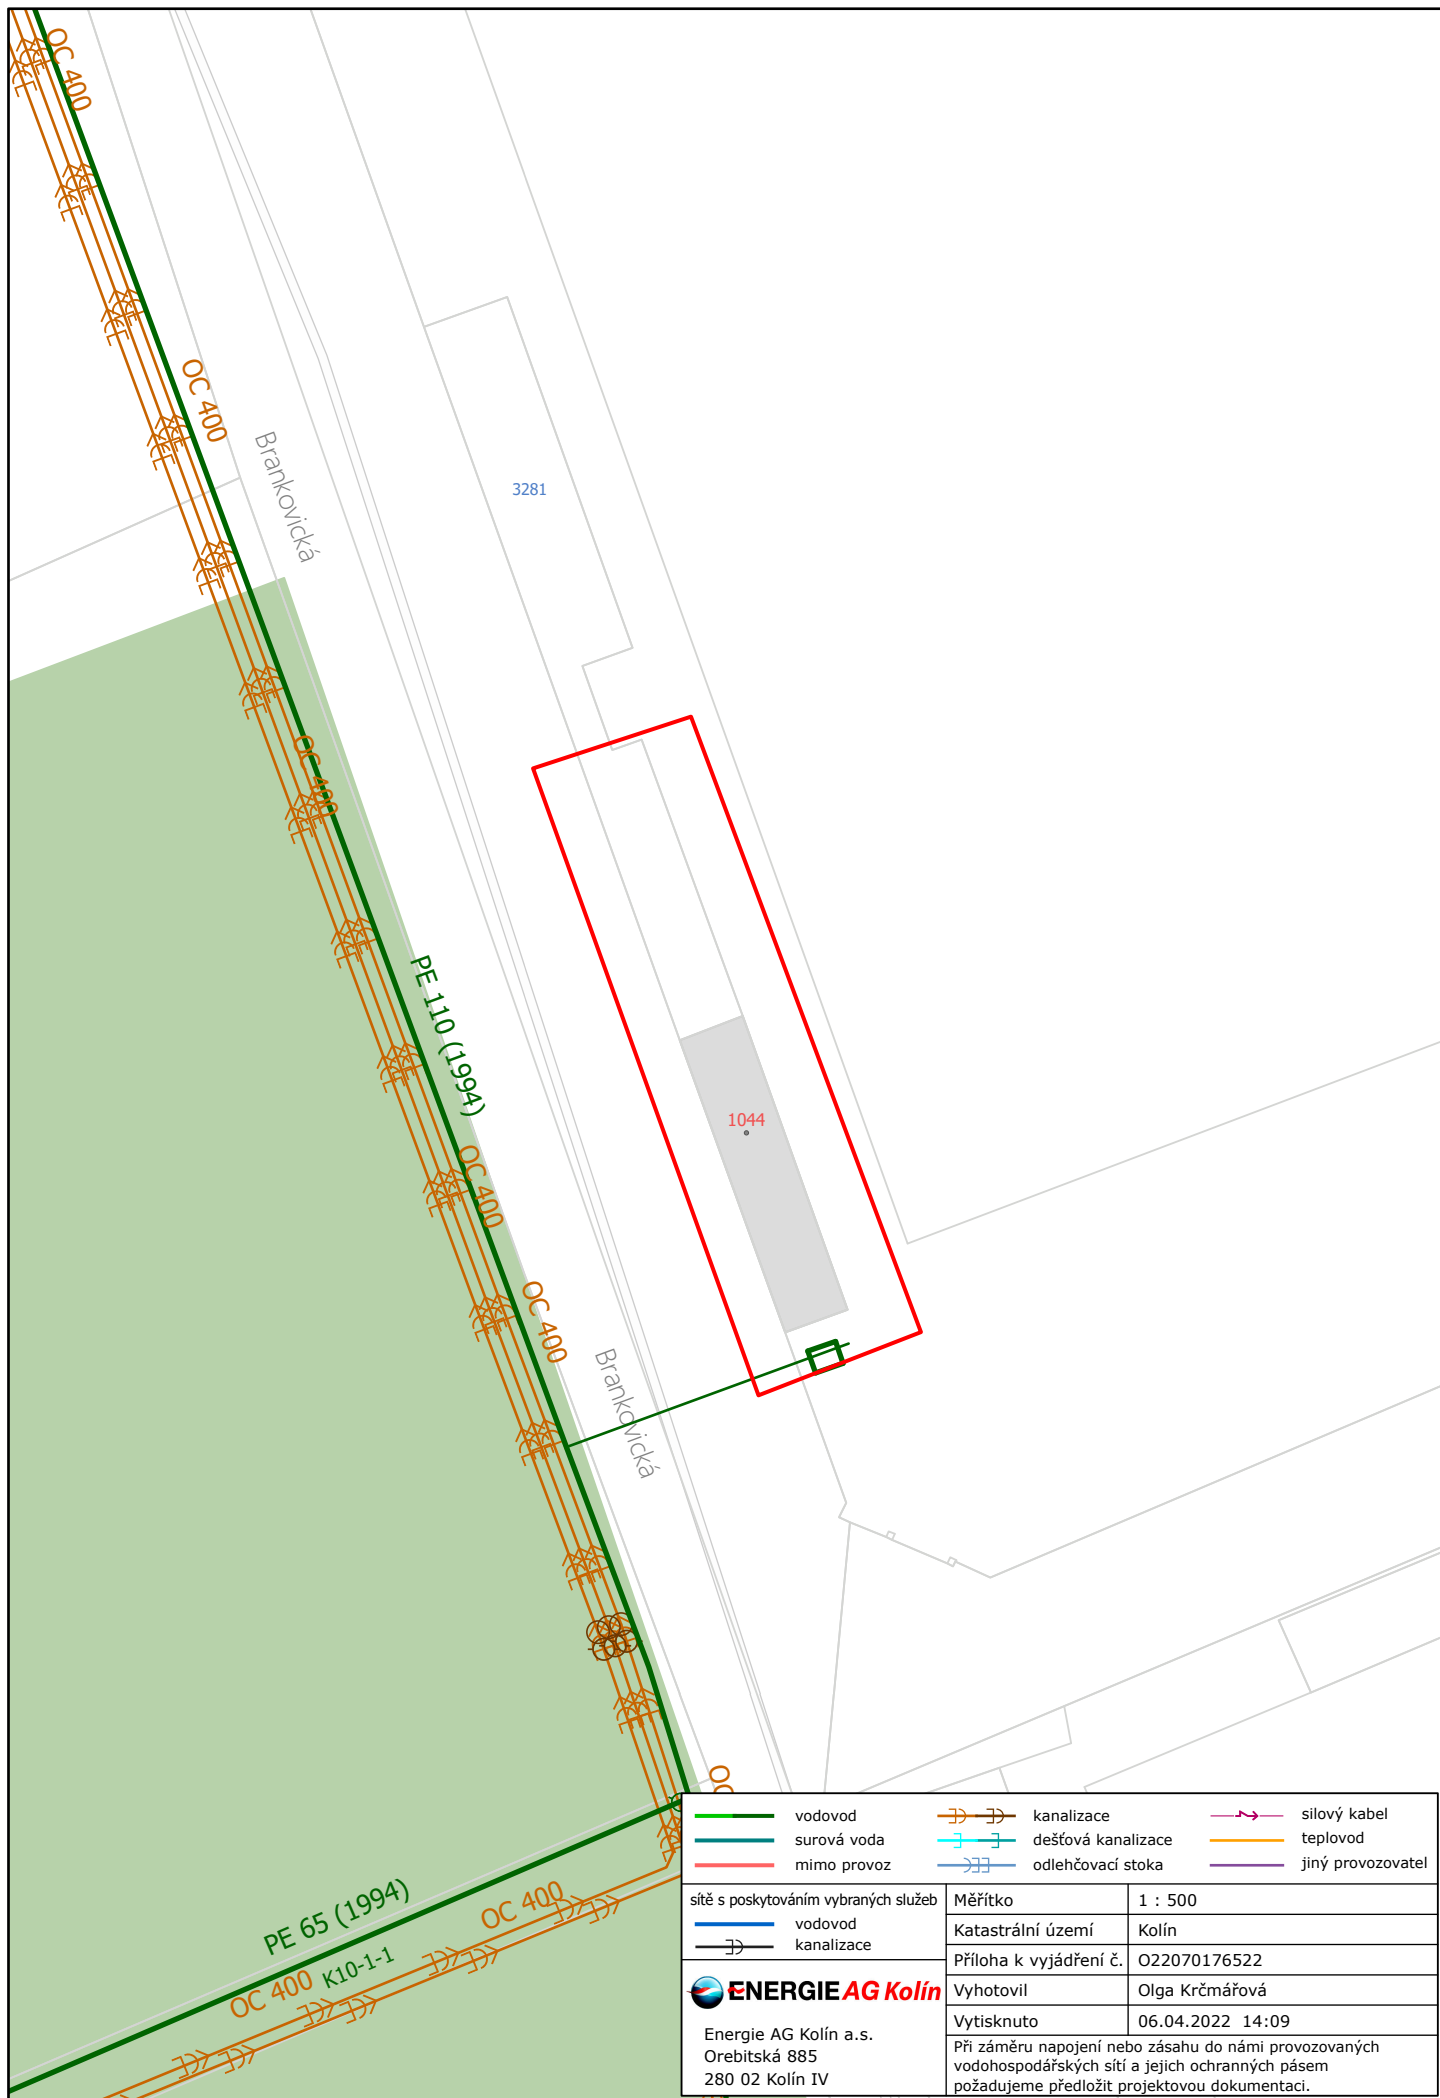 OC 400
OC 400
Brankovická
3281
OC 400
PE 110 (1994)
1044
OC 400
OC 400
Brankovická
OC
PE 65 (1994)
OC 400
OC 400
K10-1-1
vodovod
surová voda
mimo provoz
kanalizace
dešťová kanalizace
odlehčovací stoka
silový kabel
teplovod
jiný provozovatel
sítě s poskytováním vybraných služeb
vodovod
kanalizace
ENERGIE AG Kolín
Energie AG Kolín a.s.
Orebitská 885
280 02 Kolín IV
Měřítko 1 : 500
Katastrální území Kolín
Příloha k vyjádření č. O22070176522
Vyhotovil Olga Krčmářová
Vytisknuto 06.04.2022 14:09
Při záměru napojení nebo zásahu do námi provozovaných
vodohospodářských sítí a jejich ochranných pásem
požadujeme předložit projektovou dokumentaci.